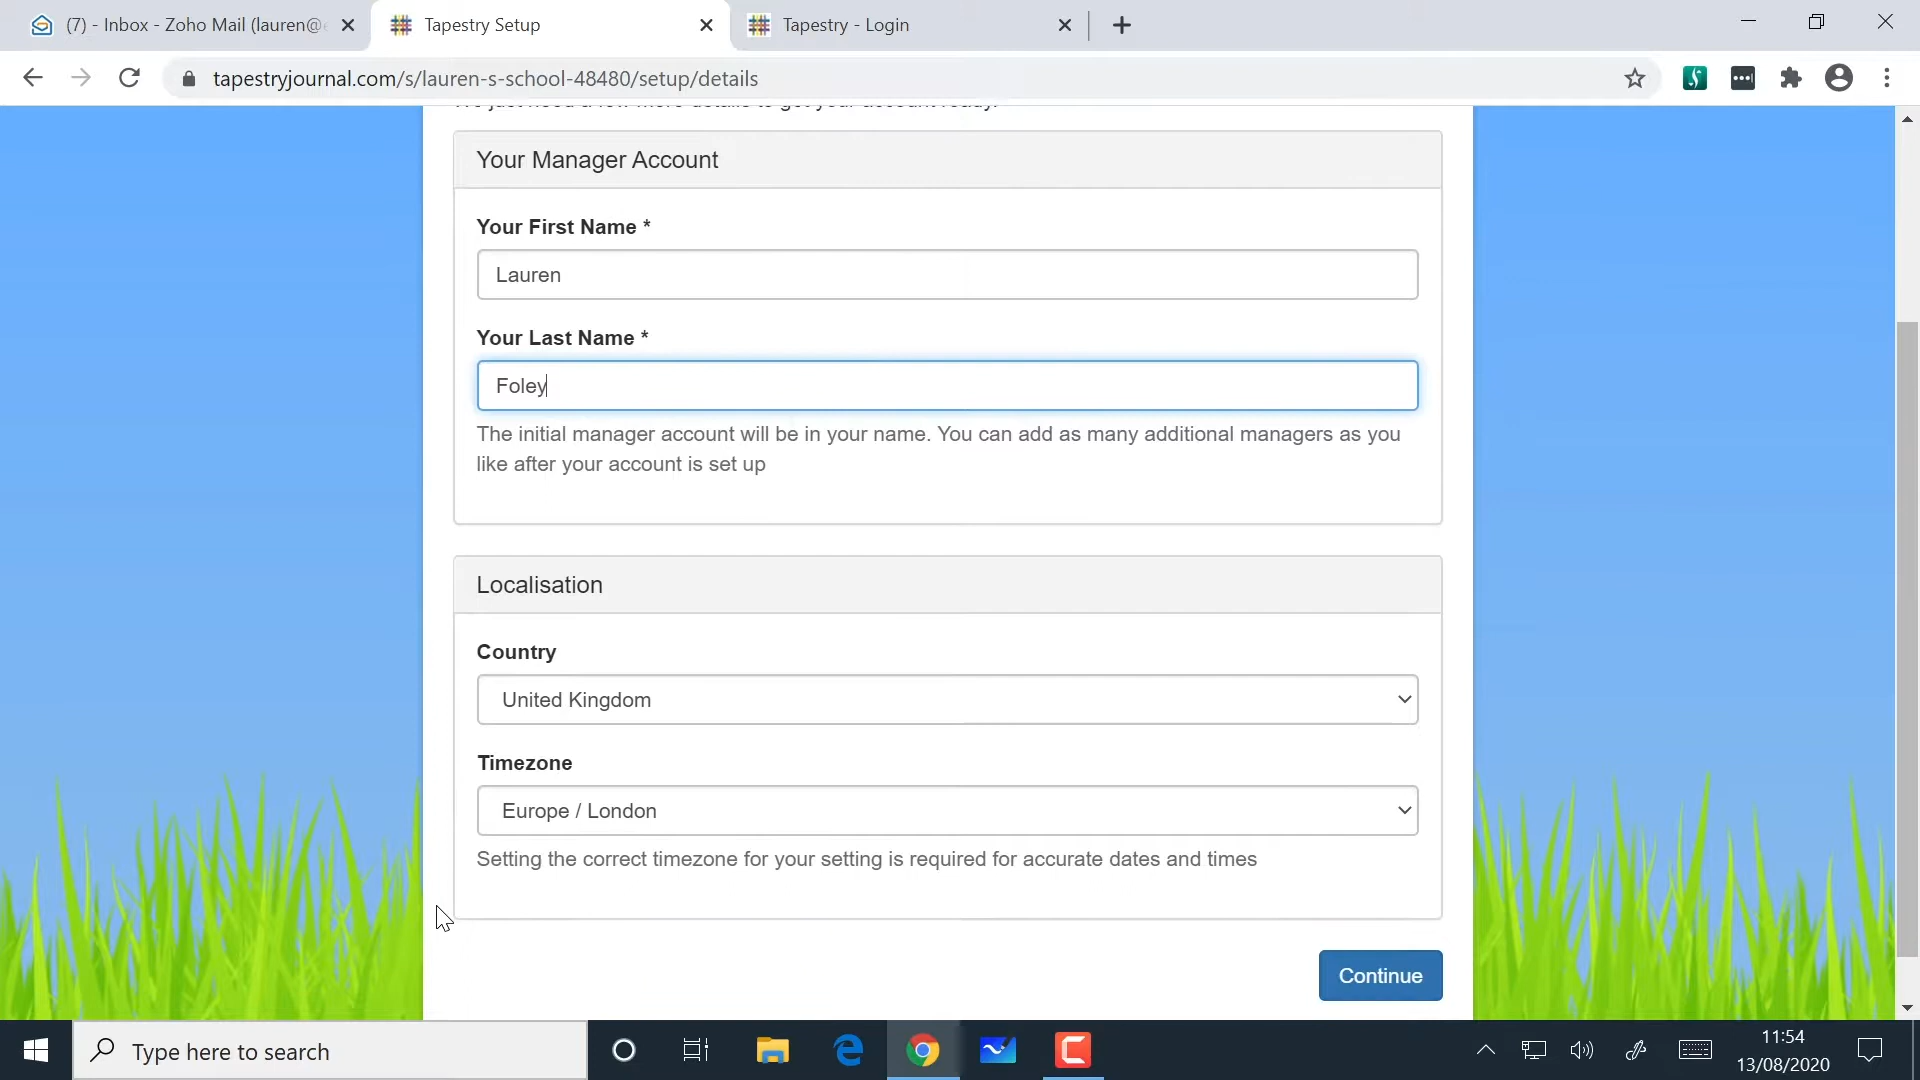 (7) - Inbox - Zoho Mail (lauren@e
Tapestry Setup
Tapestry - Login
tapestryjournal.com/s/lauren-s-school-48480/setup/details
We just need a few more details to get your account ready.
Your Manager Account
Your First Name *
Lauren
Your Last Name *
Foley
The initial manager account will be in your name. You can add as many additional managers as you
like after your account is set up
Localisation
Country
United Kingdom
Timezone
Europe / London
Setting the correct timezone for your setting is required for accurate dates and times
Continue
Type here to search
11:54
13/08/2020